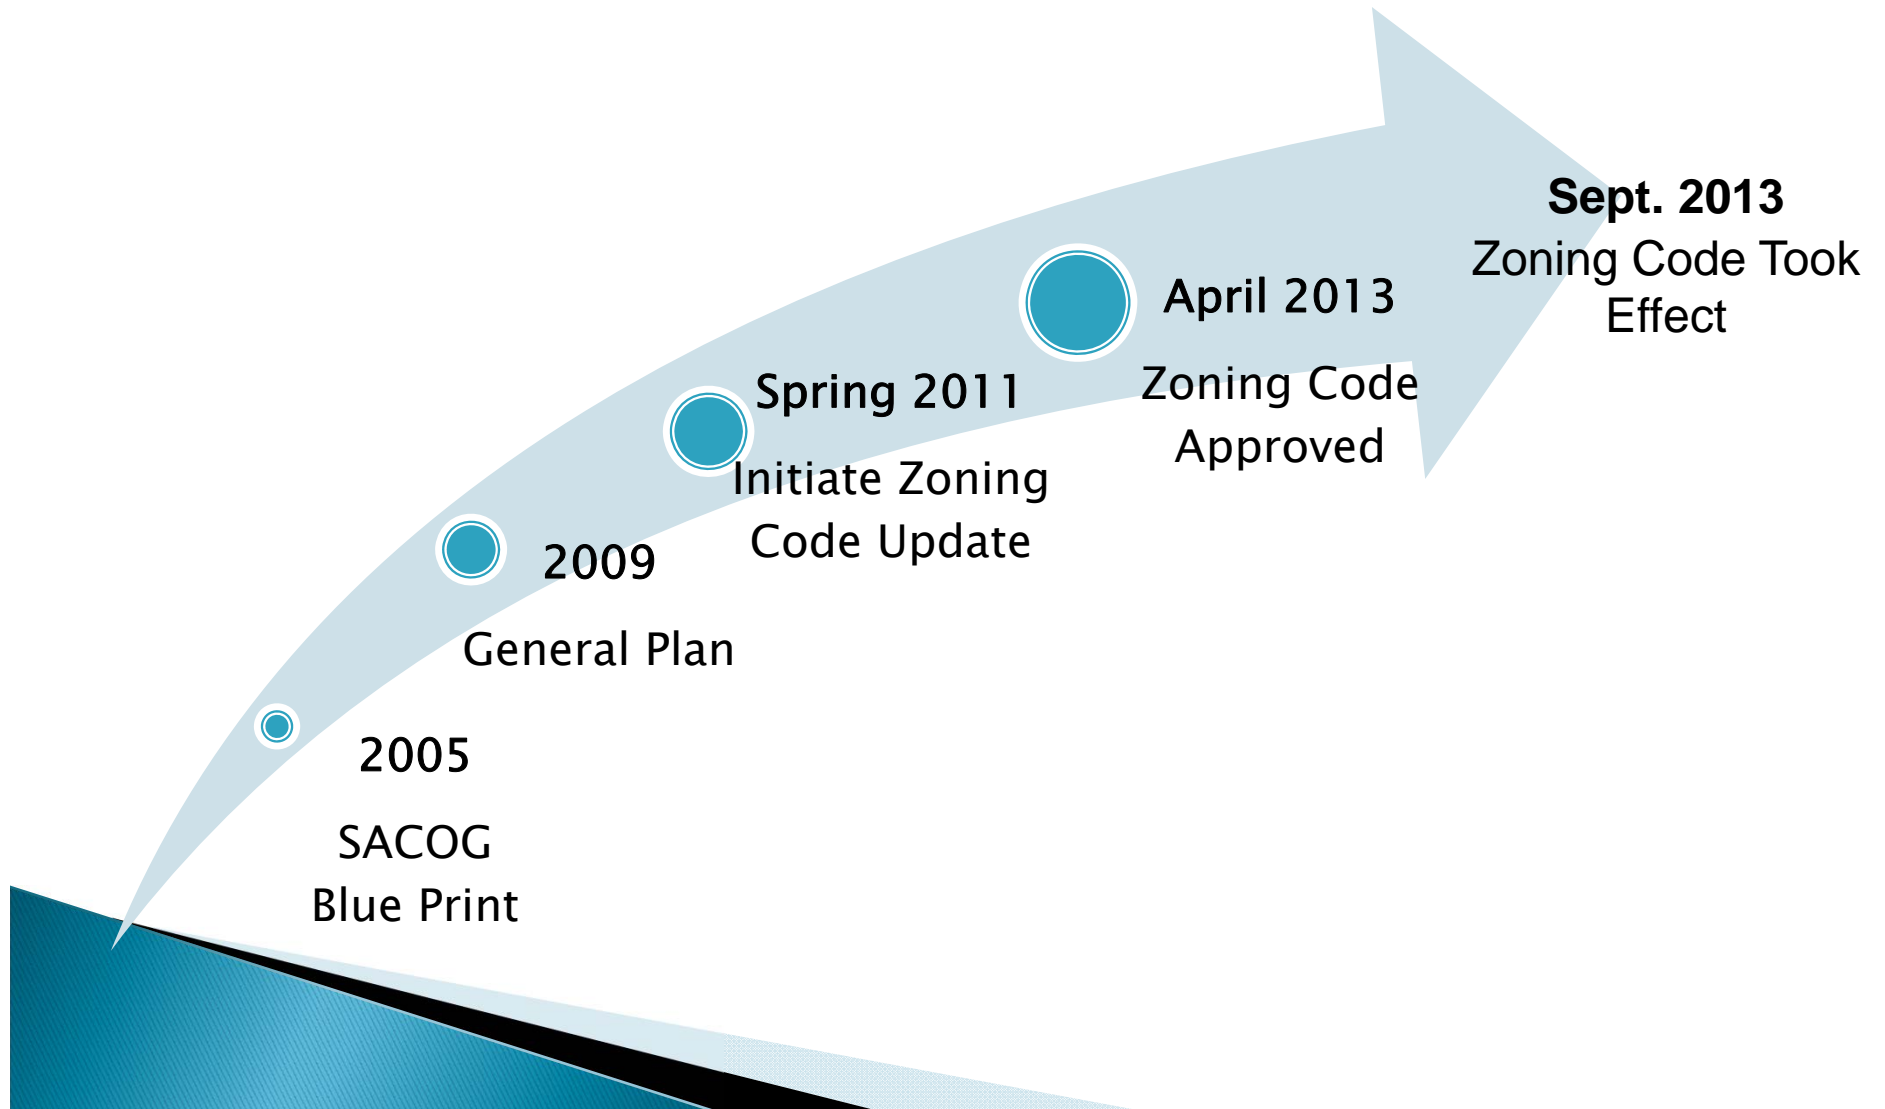 2005
SACOG
Blue Print
2009
General Plan
Spring 2011
Initiate Zoning
Code Update
April 2013
Zoning Code
Approved
Sept. 2013
Zoning Code Took
Effect